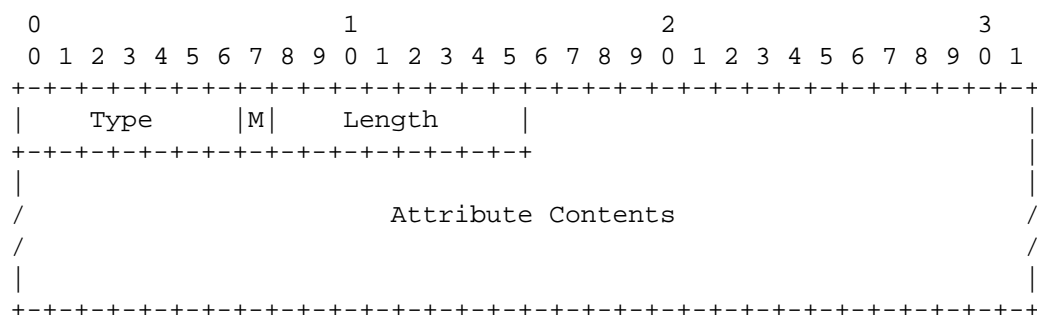 0                   1                   2                   3
 0 1 2 3 4 5 6 7 8 9 0 1 2 3 4 5 6 7 8 9 0 1 2 3 4 5 6 7 8 9 0 1
+-+-+-+-+-+-+-+-+-+-+-+-+-+-+-+-+-+-+-+-+-+-+-+-+-+-+-+-+-+-+-+-+
|    Type     |M|    Length     |                               |
+-+-+-+-+-+-+-+-+-+-+-+-+-+-+-+-+                               |
|                                                               |
/                       Attribute Contents                      /
/                                                               /
|                                                               |
+-+-+-+-+-+-+-+-+-+-+-+-+-+-+-+-+-+-+-+-+-+-+-+-+-+-+-+-+-+-+-+-+